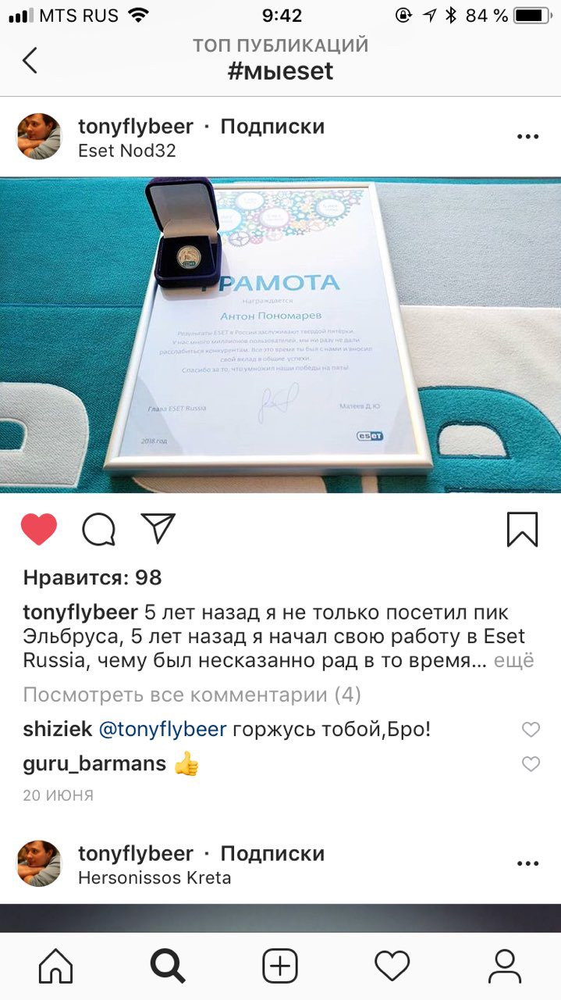 MTS RUS 9:42 84 %
ТОП ПУБЛИКАЦИЙ
#мыeset
tonyflybeer · Подписки
Eset Nod32
ГРАМОТА
Награждается
Антон Пономарев
Результаты ESET в России заслуживают твердой пятёрки.
У нас много миллионов пользователей, мы ни разу не дали
расслабиться конкурентам. Все это время ты был с нами и вносил
свой вклад в общие успехи.
Спасибо за то, что умножил наши победы на пять!
Глава ESET Russia
Матеев Д.Ю
2018 год
eset
Нравится: 98
tonyflybeer 5 лет назад я не только посетил пик
Эльбруса, 5 лет назад я начал свою работу в Eset
Russia, чему был несказанно рад в то время... ещё
Посмотреть все комментарии (4)
shiziek @tonyflybeer горжусь тобой,Бро!
guru_barmans 👍
20 ИЮНЯ
tonyflybeer · Подписки
Hersonissos Kreta